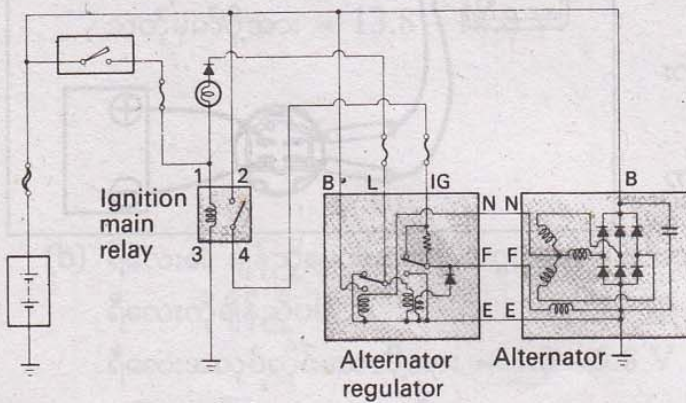 1 2
Ignition
main
relay
3 4
B L IG
N N
F F
E E
B
Alternator
regulator
Alternator